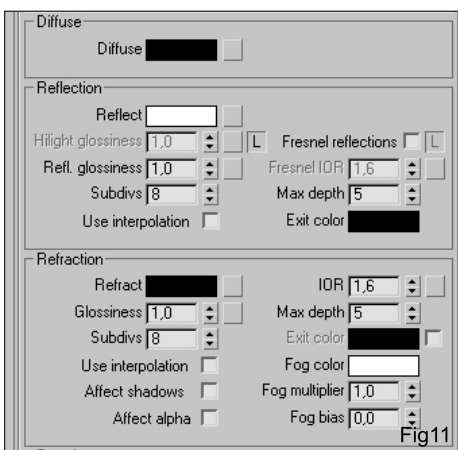 Diffuse
Diffuse
Reflection
Reflect
Hilight glossiness 1,0 L Fresnel reflections L
Refl. glossiness 1,0 Fresnel IOR 1,6
Subdivs 8 Max depth 5
Use interpolation Exit color
Refraction
Refract IOR 1,6
Glossiness 1,0 Max depth 5
Subdivs 8 Exit color
Use interpolation Fog color
Affect shadows Fog multiplier 1,0
Affect alpha Fog bias 0,0
Fig11